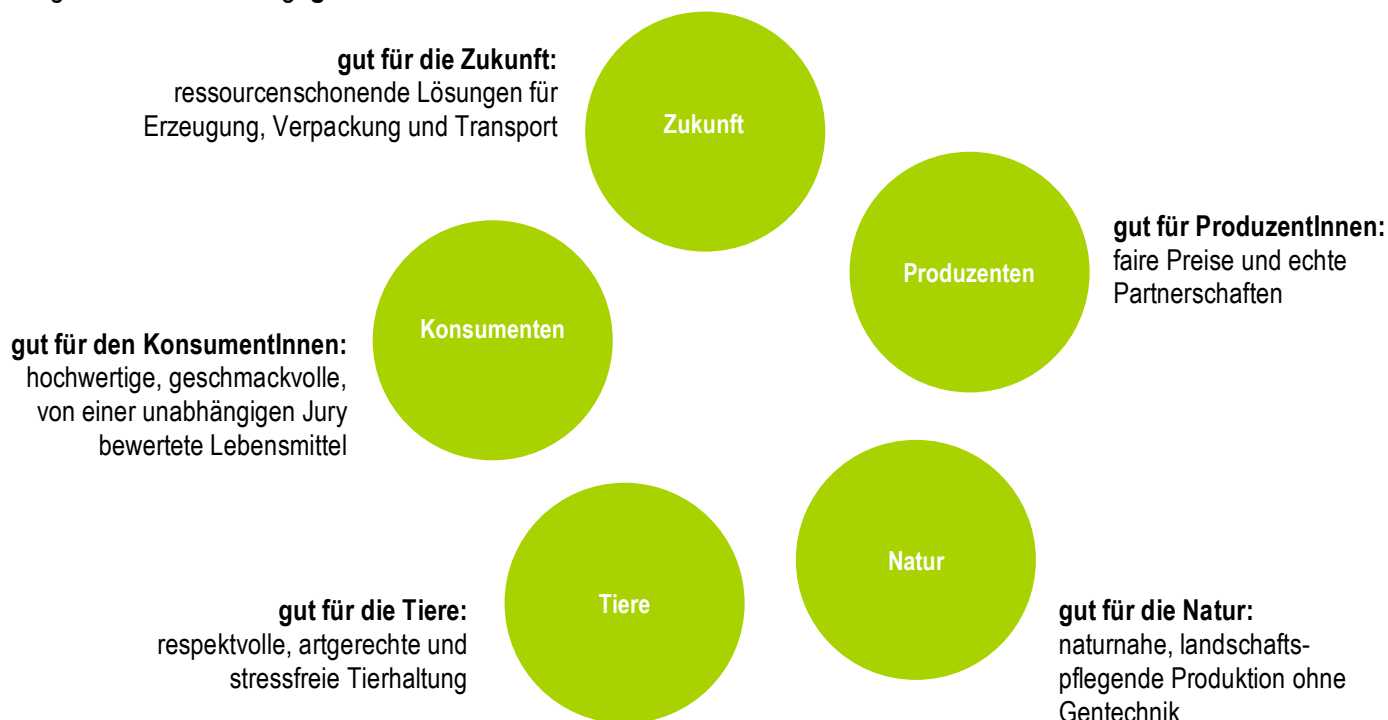 gut für die Zukunft:
ressourcenschonende Lösungen für
Erzeugung, Verpackung und Transport
Zukunft
gut für ProduzentInnen:
faire Preise und echte
Partnerschaften
Produzenten
Konsumenten
gut für den KonsumentInnen:
hochwertige, geschmackvolle,
von einer unabhängigen Jury
bewertete Lebensmittel
Natur
Tiere
gut für die Tiere:
respektvolle, artgerechte und
stressfreie Tierhaltung
gut für die Natur:
naturnahe, landschafts-
pflegende Produktion ohne
Gentechnik